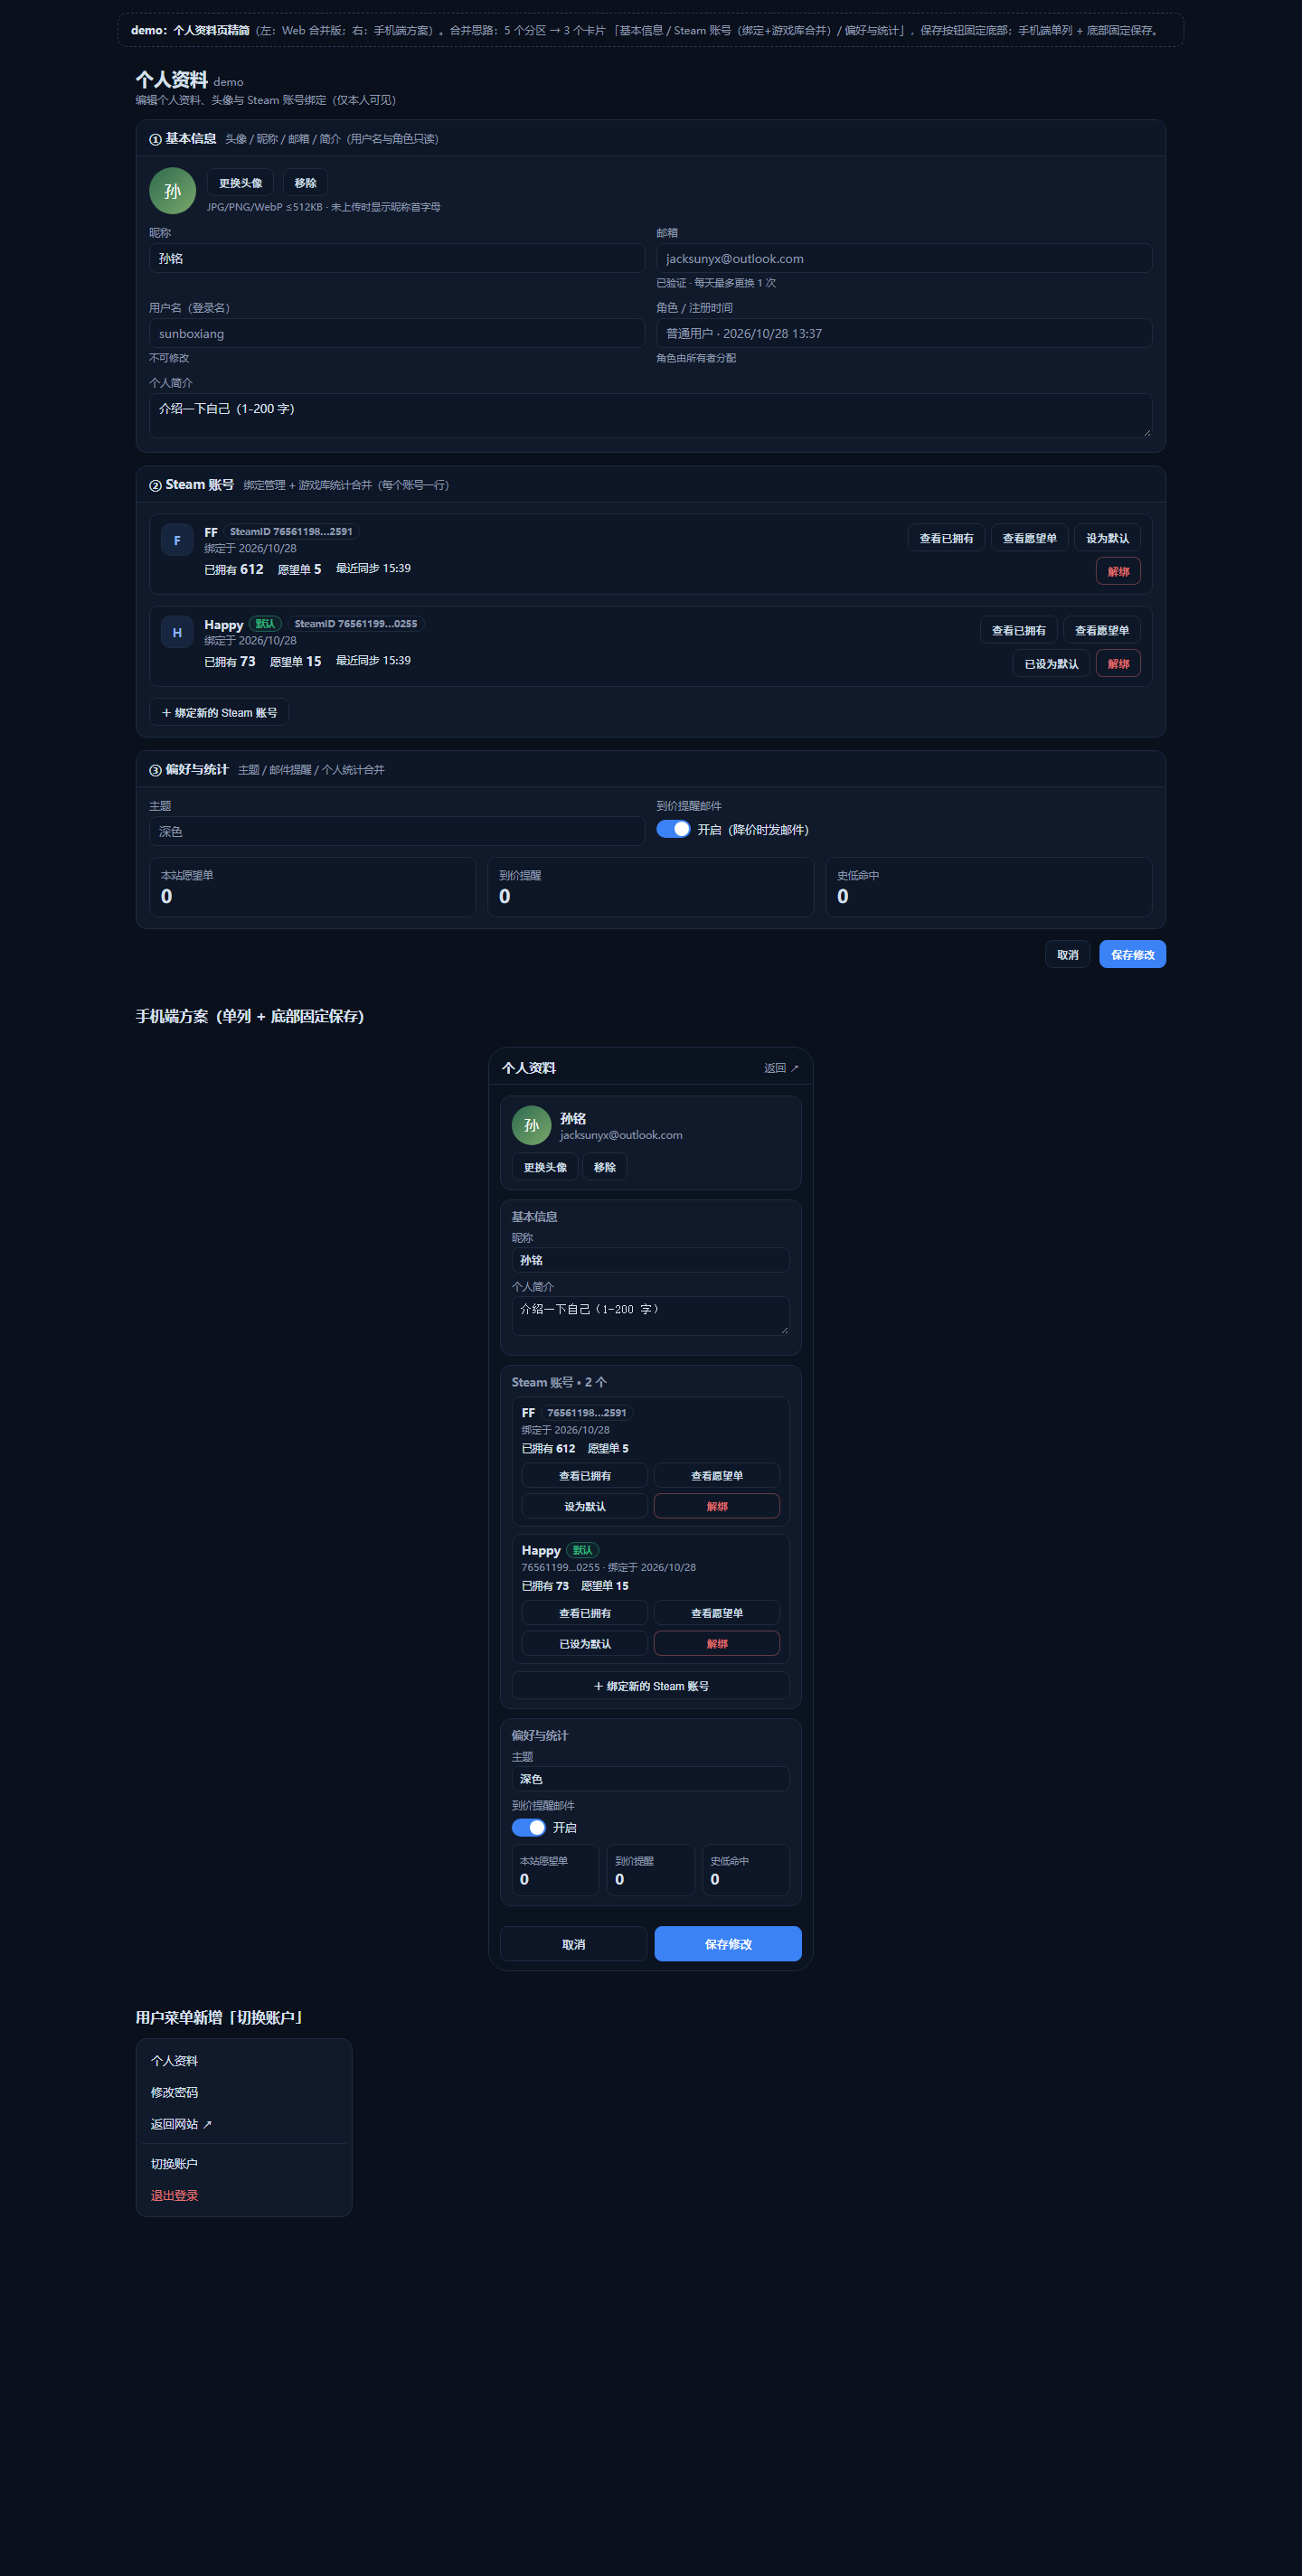 demo：个人资料页精简（左：Web 合并版；右：手机端方案）。合并思路：5 个分区 → 3 个卡片 「基本信息 / Steam 账号（绑定+游戏库合并）/ 偏好与统计」，保存按钮固定底部；手机端单列 + 底部固定保存。
个人资料 demo
编辑个人资料、头像与 Steam 账号绑定（仅本人可见）
① 基本信息 头像 / 昵称 / 邮箱 / 简介（用户名与角色只读）
孙
更换头像 移除
JPG/PNG/WebP ≤512KB · 未上传时显示昵称首字母
昵称 邮箱
孙铭 jacksunyx@outlook.com
已验证 · 每天最多更换 1 次
用户名（登录名） 角色 / 注册时间
sunboxiang 普通用户 · 2026/10/28 13:37
不可修改 角色由所有者分配
个人简介
介绍一下自己（1-200 字）
② Steam 账号 绑定管理 + 游戏库统计合并（每个账号一行）
F FF SteamID 76561198...2591 查看已拥有 查看愿望单 设为默认
绑定于 2026/10/28
已拥有 612 愿望单 5 最近同步 15:39 解绑
H Happy 默认 SteamID 76561199...0255 查看已拥有 查看愿望单
绑定于 2026/10/28
已拥有 73 愿望单 15 最近同步 15:39 已设为默认 解绑
＋ 绑定新的 Steam 账号
③ 偏好与统计 主题 / 邮件提醒 / 个人统计合并
主题 到价提醒邮件
深色 开启（降价时发邮件）
本站愿望单 到价提醒 史低命中
0 0 0
取消 保存修改
手机端方案（单列 + 底部固定保存）
个人资料 返回 ↗
孙 孙铭
jacksunyx@outlook.com
更换头像 移除
基本信息
昵称
孙铭
个人简介
介绍一下自己（1-200 字）
Steam 账号 • 2 个
FF 76561198...2591
绑定于 2026/10/28
已拥有 612 愿望单 5
查看已拥有 查看愿望单
设为默认 解绑
Happy 默认
76561199...0255 · 绑定于 2026/10/28
已拥有 73 愿望单 15
查看已拥有 查看愿望单
已设为默认 解绑
＋ 绑定新的 Steam 账号
偏好与统计
主题
深色
到价提醒邮件
开启
本站愿望单 到价提醒 史低命中
0 0 0
取消 保存修改
用户菜单新增「切换账户」
个人资料
修改密码
返回网站 ↗
切换账户
退出登录